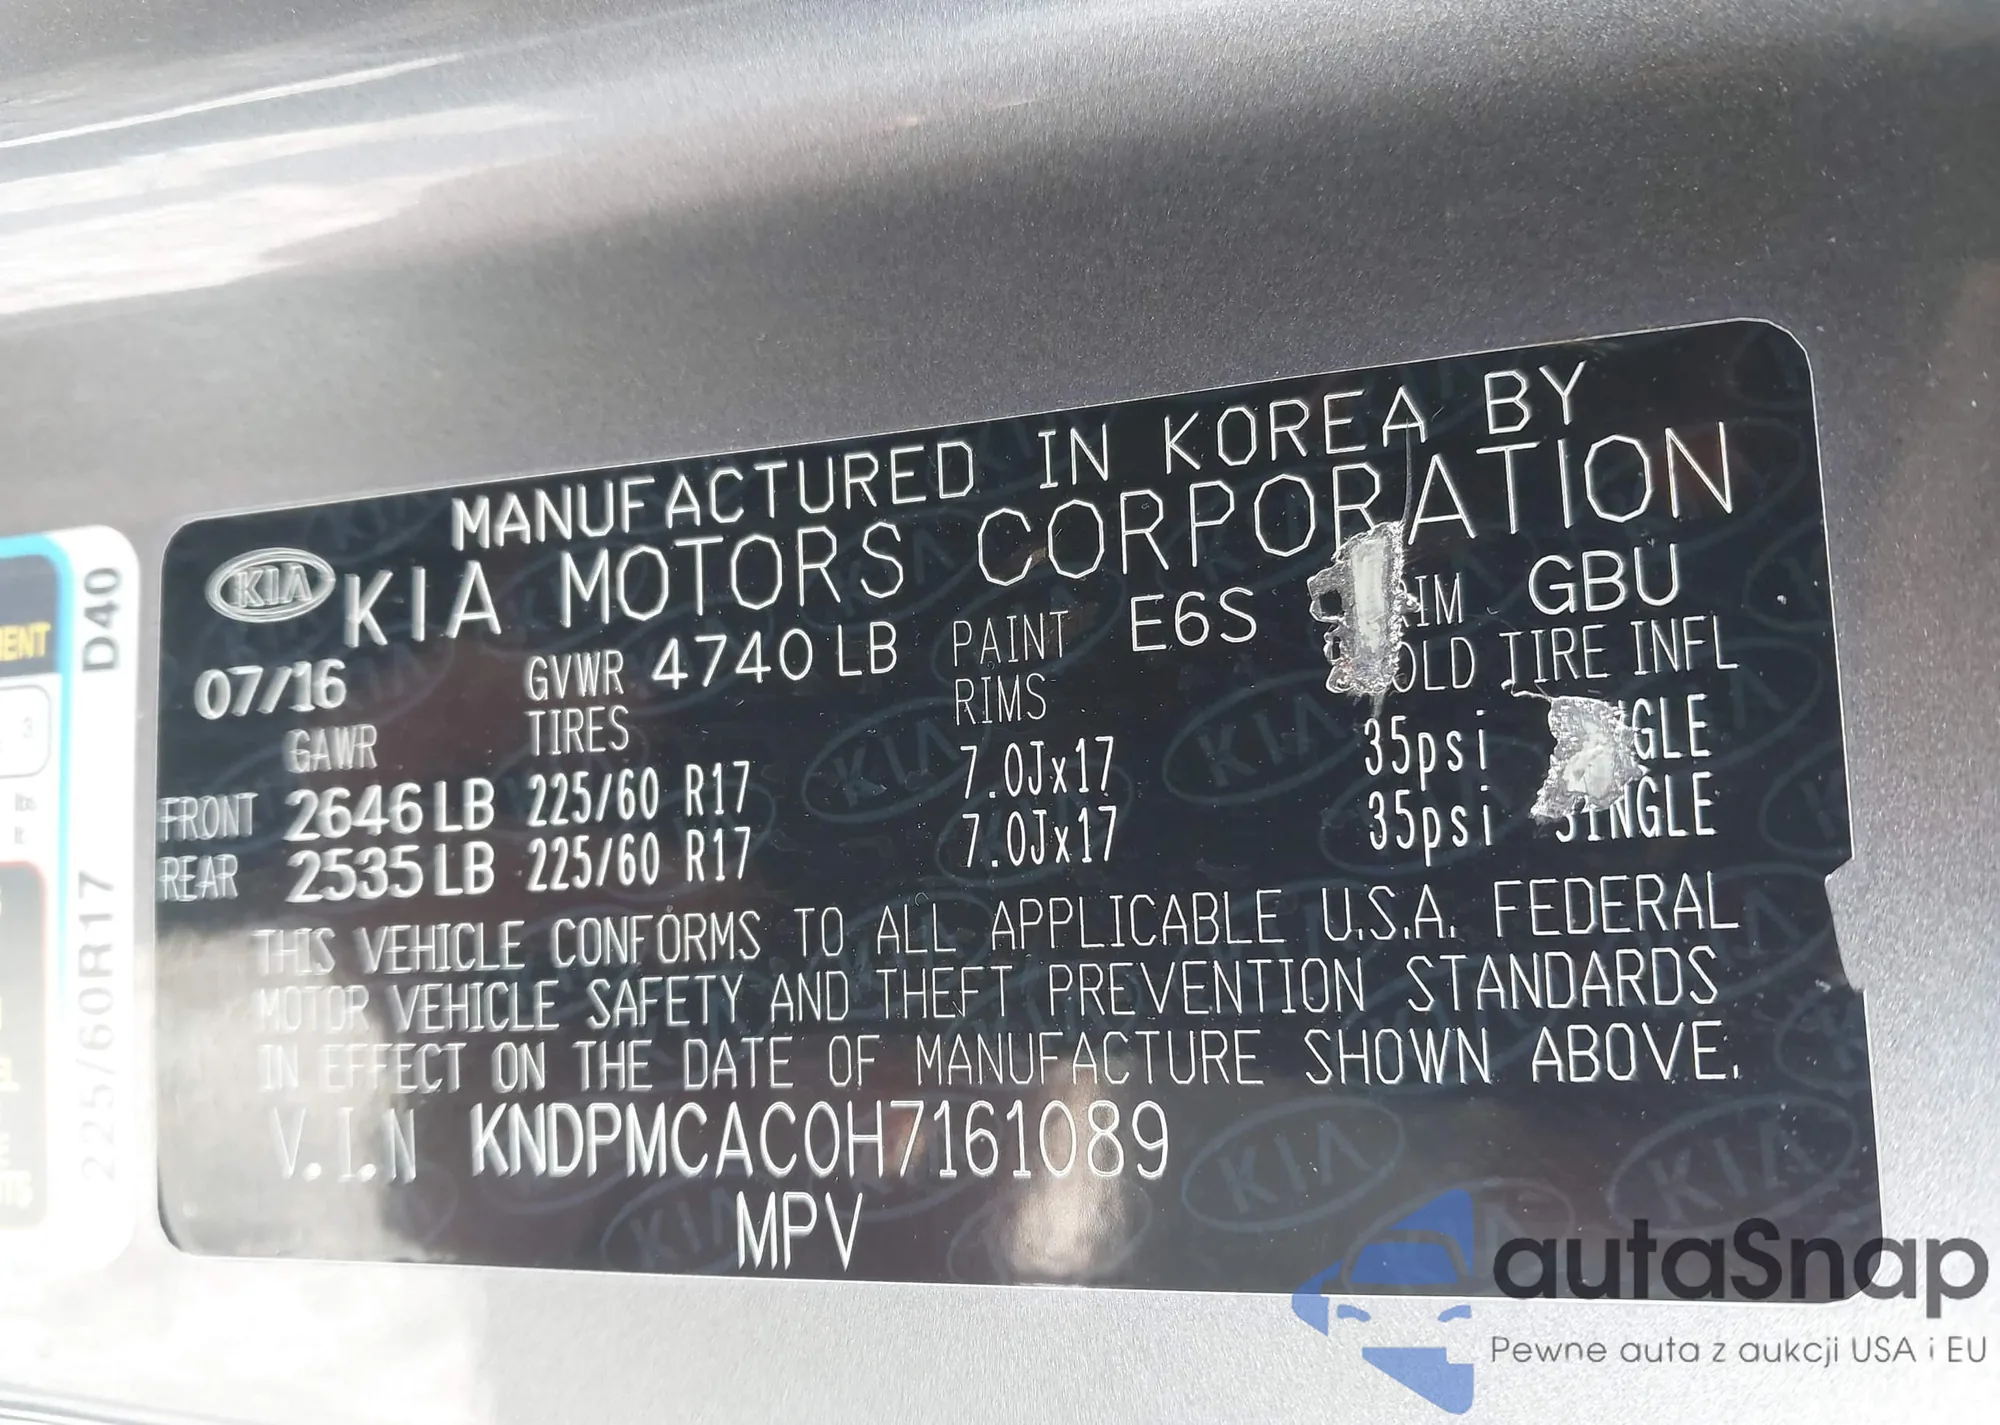 MANUFACTURED IN KOREA BY
KIA KIA MOTORS CORPORATION
07/16 GVWR 4740 LB PAINT E6S GBU
GAWR TIRES RIMS TIRE INFL
FRONT 2646 LB 225/60 R17 7.0Jx17 35psi
REAR 2535 LB 225/60 R17 7.0Jx17 35psi SINGLE
THIS VEHICLE CONFORMS TO ALL APPLICABLE U.S.A. FEDERAL
MOTOR VEHICLE SAFETY AND THEFT PREVENTION STANDARDS
IN EFFECT ON THE DATE OF MANUFACTURE SHOWN ABOVE.
V.I.N KNDPMCAC0H7161089
MPV
D40
225/60R17
autaSnap
Pewne auta z aukcji USA i EU